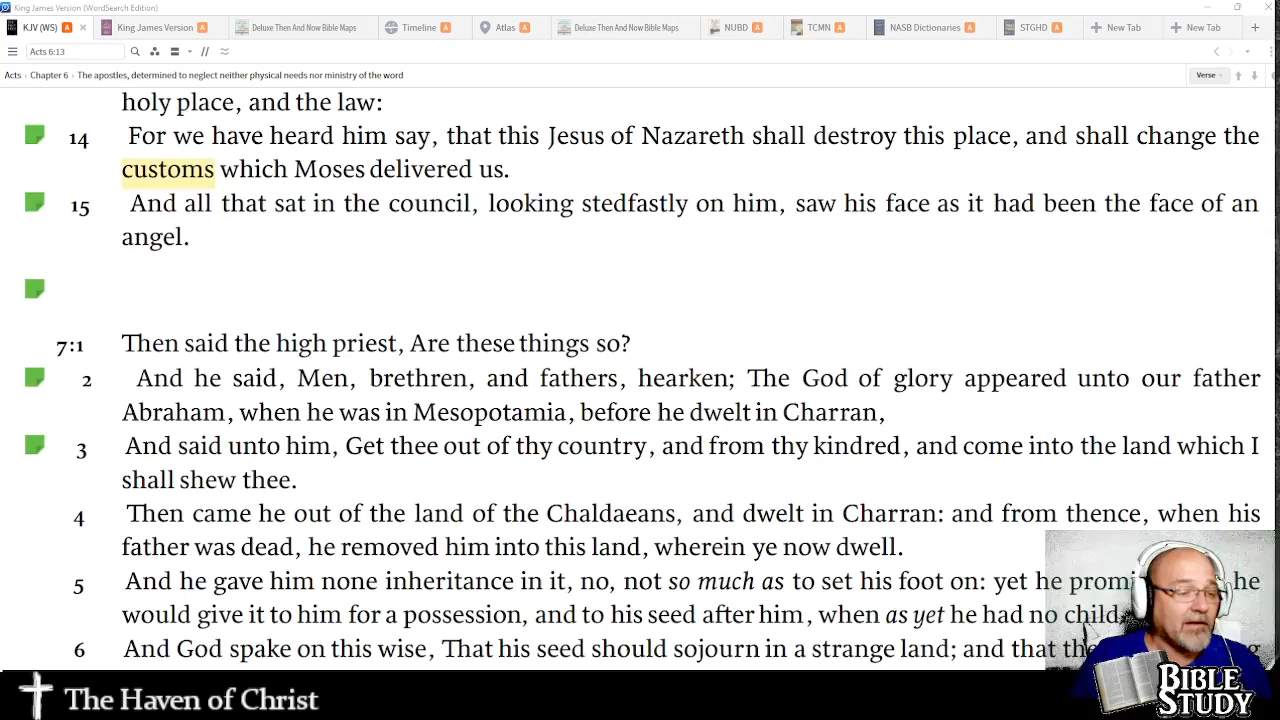 King James Version (WordSearch Edition)
KJV (WS) A King James Version A Deluxe Then And Now Bible Maps Timeline A Atlas A Deluxe Then And Now Bible Maps NUBD A TCMN A NASB Dictionaries A STGHD A New Tab New Tab
Acts 6:13
Acts › Chapter 6 › The apostles, determined to neglect neither physical needs nor ministry of the word Verse
holy place, and the law:
14 For we have heard him say, that this Jesus of Nazareth shall destroy this place, and shall change the
customs which Moses delivered us.
15 And all that sat in the council, looking stedfastly on him, saw his face as it had been the face of an
angel.
7:1 Then said the high priest, Are these things so?
2 And he said, Men, brethren, and fathers, hearken; The God of glory appeared unto our father
Abraham, when he was in Mesopotamia, before he dwelt in Charran,
3 And said unto him, Get thee out of thy country, and from thy kindred, and come into the land which I
shall shew thee.
4 Then came he out of the land of the Chaldaeans, and dwelt in Charran: and from thence, when his
father was dead, he removed him into this land, wherein ye now dwell.
5 And he gave him none inheritance in it, no, not so much as to set his foot on: yet he he
would give it to him for a possession, and to his seed after him, when as yet he had no child
6 And God spake on this wise, That his seed should sojourn in a strange land; and that
The Haven of Christ
BIBLE
STUDY